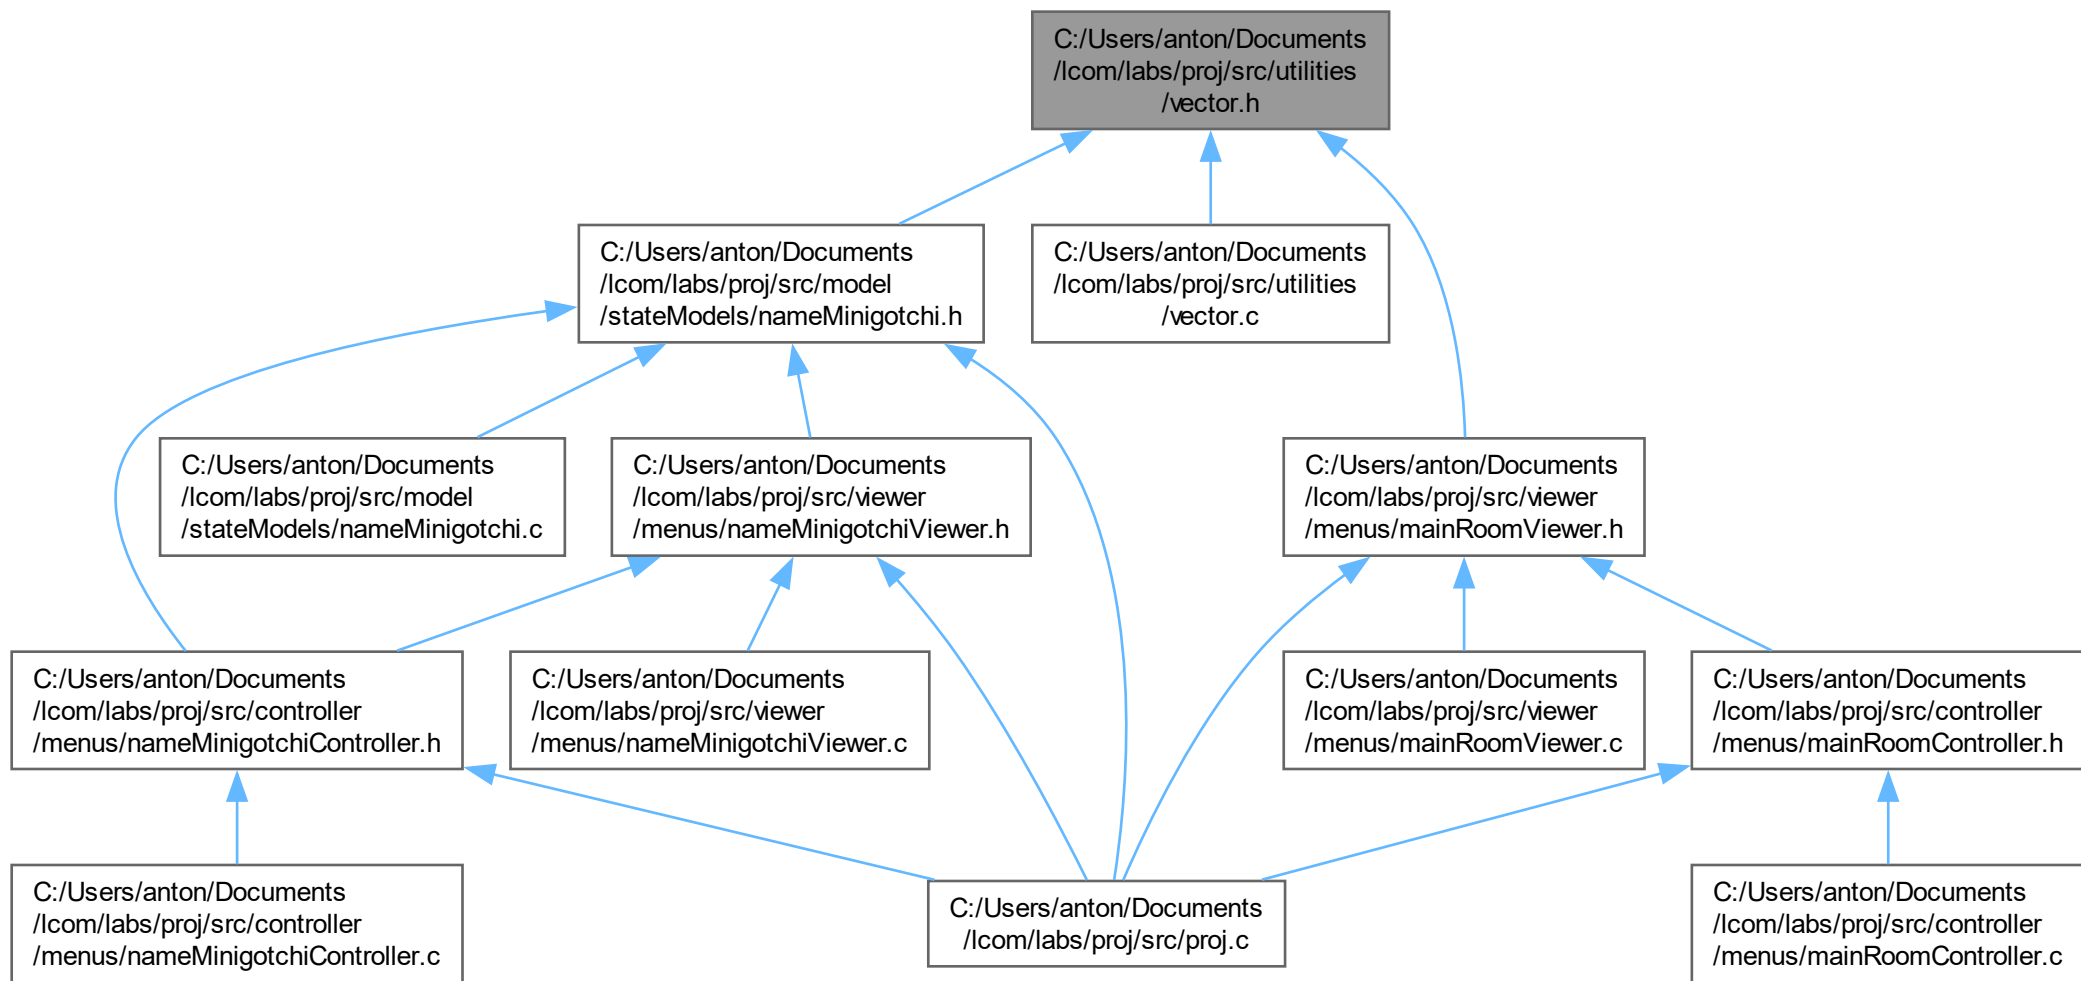 C:/Users/anton/Documents
/lcom/labs/proj/src/utilities
/vector.h
C:/Users/anton/Documents
/lcom/labs/proj/src/model
/stateModels/nameMinigotchi.h
C:/Users/anton/Documents
/lcom/labs/proj/src/utilities
/vector.c
C:/Users/anton/Documents
/lcom/labs/proj/src/model
/stateModels/nameMinigotchi.c
C:/Users/anton/Documents
/lcom/labs/proj/src/viewer
/menus/nameMinigotchiViewer.h
C:/Users/anton/Documents
/lcom/labs/proj/src/viewer
/menus/mainRoomViewer.h
C:/Users/anton/Documents
/lcom/labs/proj/src/controller
/menus/nameMinigotchiController.h
C:/Users/anton/Documents
/lcom/labs/proj/src/viewer
/menus/nameMinigotchiViewer.c
C:/Users/anton/Documents
/lcom/labs/proj/src/viewer
/menus/mainRoomViewer.c
C:/Users/anton/Documents
/lcom/labs/proj/src/controller
/menus/mainRoomController.h
C:/Users/anton/Documents
/lcom/labs/proj/src/controller
/menus/nameMinigotchiController.c
C:/Users/anton/Documents
/lcom/labs/proj/src/proj.c
C:/Users/anton/Documents
/lcom/labs/proj/src/controller
/menus/mainRoomController.c